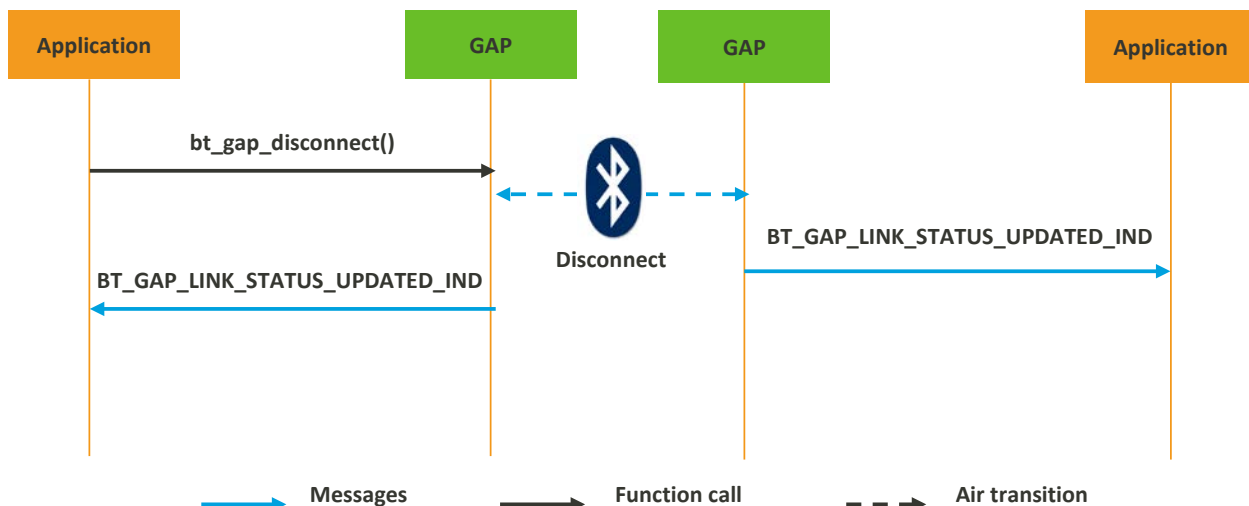 Application
GAP
GAP
Application
bt_gap_disconnect()
Disconnect
BT_GAP_LINK_STATUS_UPDATED_IND
BT_GAP_LINK_STATUS_UPDATED_IND
Messages
Function call
Air transition